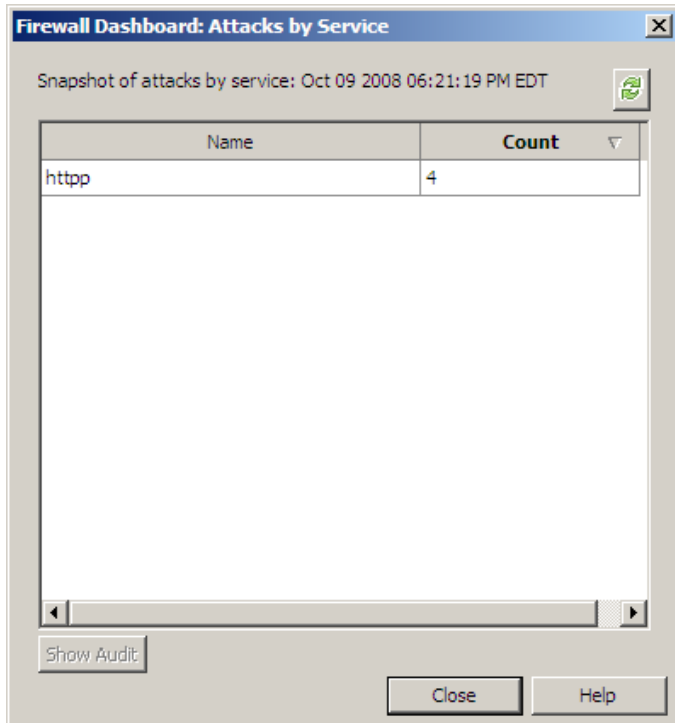 Firewall Dashboard: Attacks by Service
Snapshot of attacks by service: Oct 09 2008 06:21:19 PM EDT
Name Count
httpp 4
Show Audit
Close Help